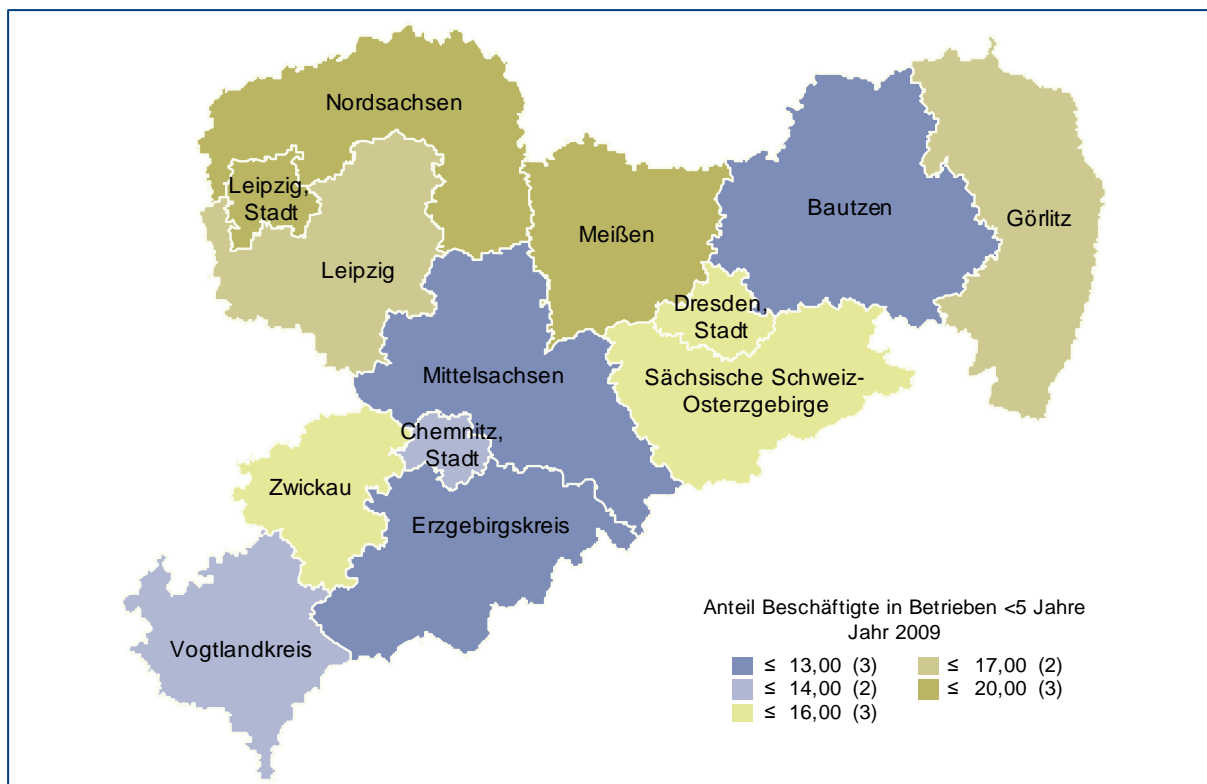 Nordsachsen
Leipzig,
Stadt
Leipzig
Meißen
Bautzen
Görlitz
Dresden,
Stadt
Mittelsachsen
Sächsische Schweiz-
Osterzgebirge
Chemnitz,
Stadt
Zwickau
Erzgebirgskreis
Vogtlandkreis
Anteil Beschäftigte in Betrieben <5 Jahre
Jahr 2009
≤ 13,00 (3)
≤ 14,00 (2)
≤ 16,00 (3)
≤ 17,00 (2)
≤ 20,00 (3)